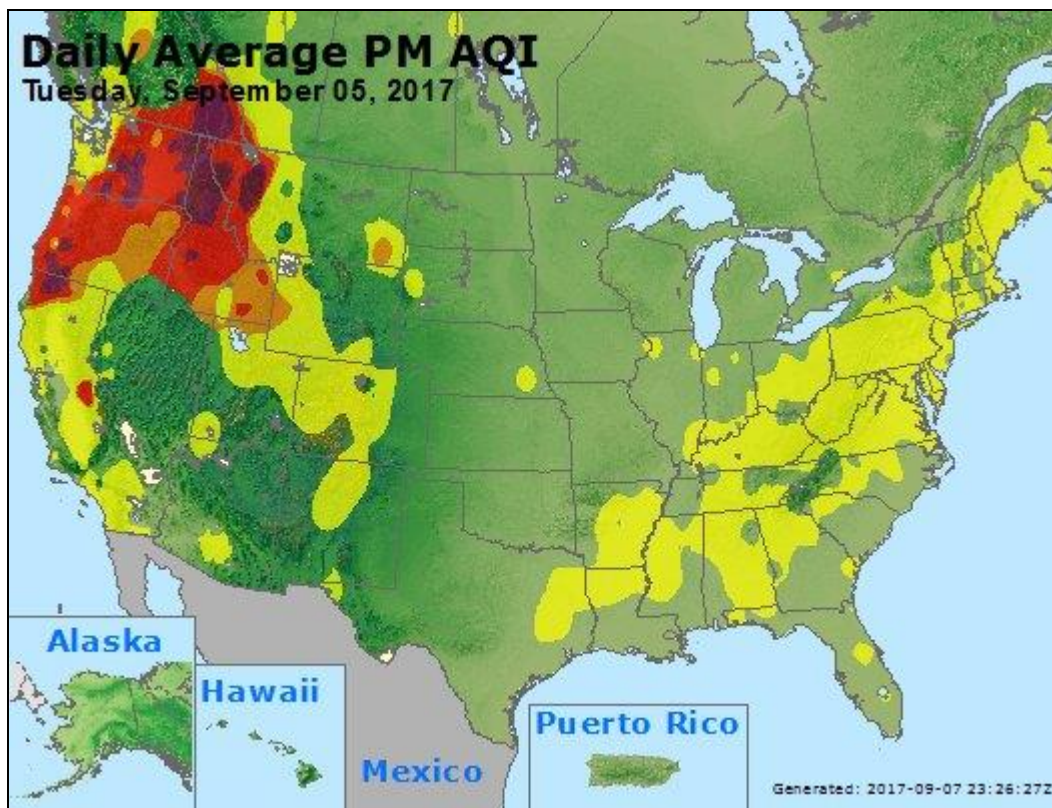 Daily Average PM AQI
Tuesday, September 05, 2017
Alaska
Hawaii
Mexico
Puerto Rico
Generated: 2017-09-07 23:26:27Z